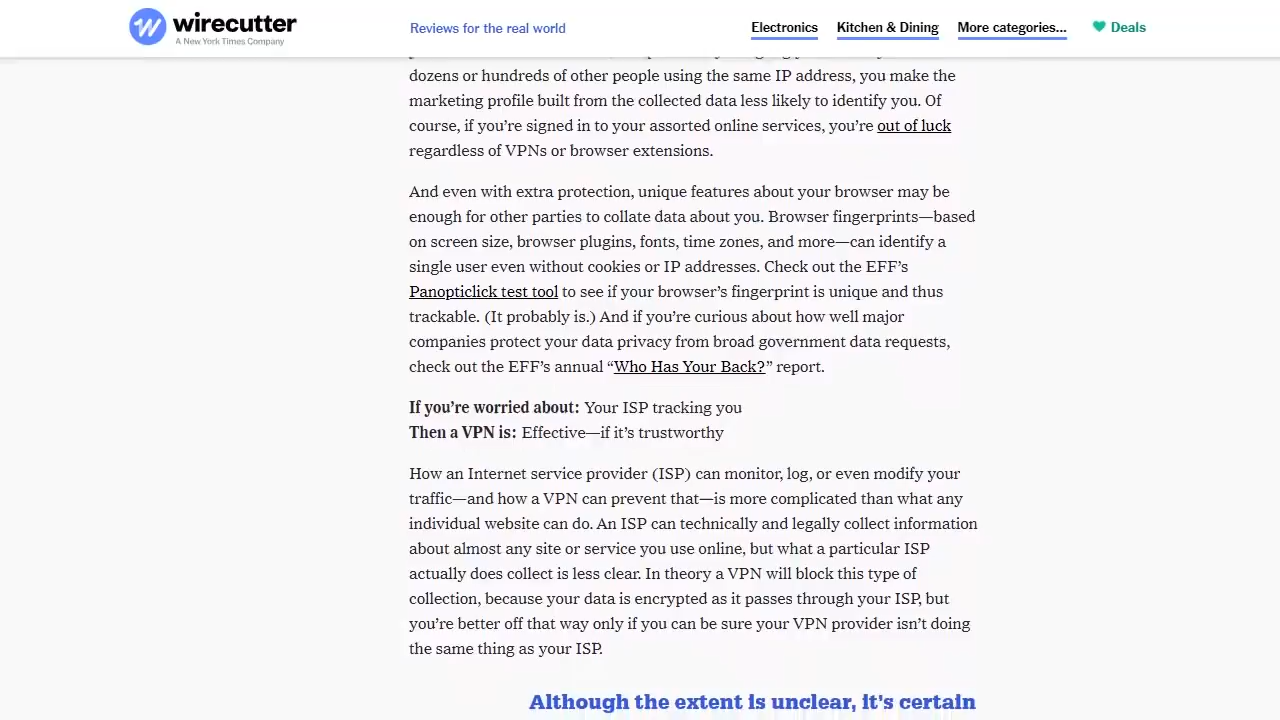 wirecutter
A New York Times Company
Reviews for the real world
Electronics
Kitchen & Dining
More categories...
Deals
dozens or hundreds of other people using the same IP address, you make the
marketing profile built from the collected data less likely to identify you. Of
course, if you’re signed in to your assorted online services, you’re out of luck
regardless of VPNs or browser extensions.
And even with extra protection, unique features about your browser may be
enough for other parties to collate data about you. Browser fingerprints—based
on screen size, browser plugins, fonts, time zones, and more—can identify a
single user even without cookies or IP addresses. Check out the EFF’s
Panopticlick test tool to see if your browser’s fingerprint is unique and thus
trackable. (It probably is.) And if you’re curious about how well major
companies protect your data privacy from broad government data requests,
check out the EFF’s annual “Who Has Your Back?” report.
If you’re worried about: Your ISP tracking you
Then a VPN is: Effective—if it’s trustworthy
How an Internet service provider (ISP) can monitor, log, or even modify your
traffic—and how a VPN can prevent that—is more complicated than what any
individual website can do. An ISP can technically and legally collect information
about almost any site or service you use online, but what a particular ISP
actually does collect is less clear. In theory a VPN will block this type of
collection, because your data is encrypted as it passes through your ISP, but
you’re better off that way only if you can be sure your VPN provider isn’t doing
the same thing as your ISP.
Although the extent is unclear, it’s certain